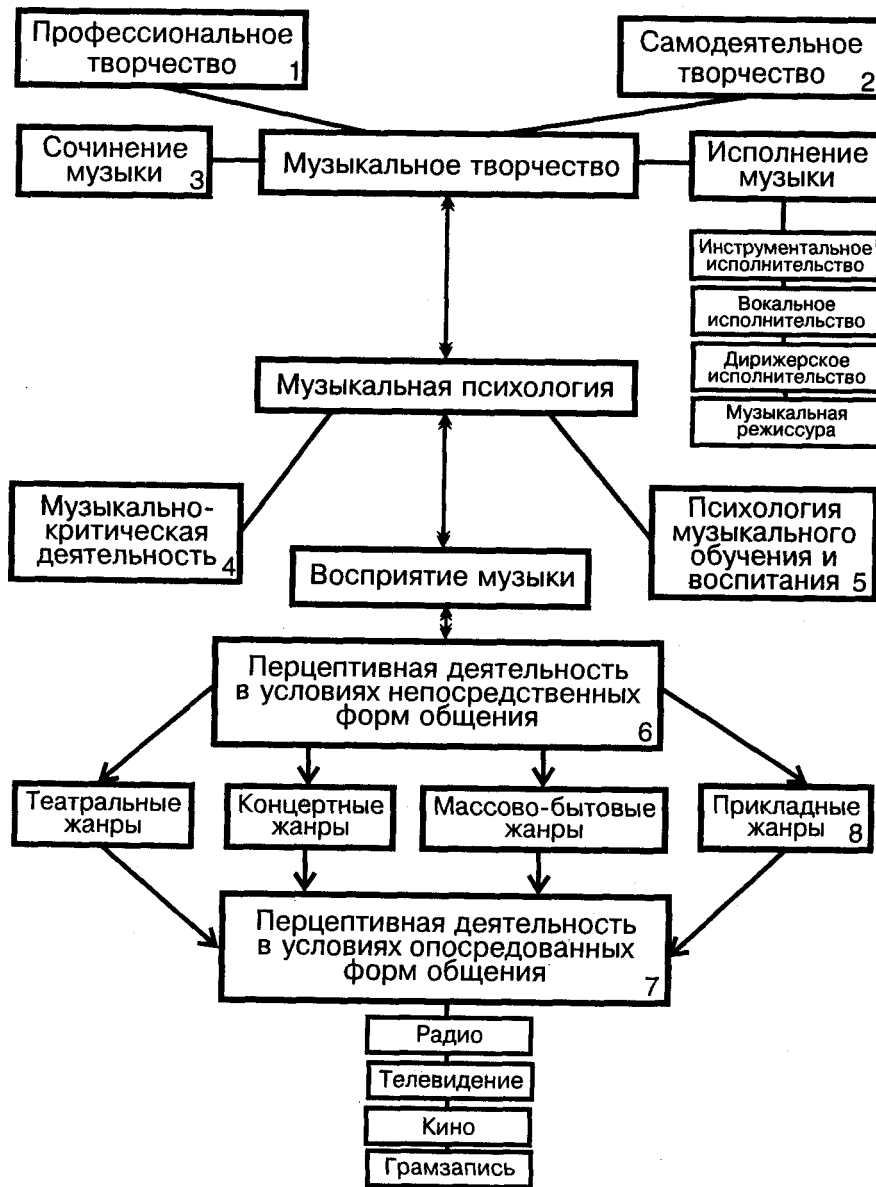 Профессиональное
творчество 1
Самодеятельное
творчество 2
Сочинение
музыки 3
Музыкальное творчество
Исполнение
музыки
Инструментальное
исполнительство
Вокальное
исполнительство
Дирижерское
исполнительство
Музыкальная
режиссура
Музыкальная психология
Музыкально-
критическая
деятельность 4
Психология
музыкального
обучения и
воспитания 5
Восприятие музыки
Перцептивная деятельность
в условиях непосредственных
форм общения 6
Театральные
жанры
Концертные
жанры
Массово-бытовые
жанры
Прикладные
жанры 8
Перцептивная деятельность
в условиях опосредованных
форм общения 7
Радио
Телевидение
Кино
Грамзапись